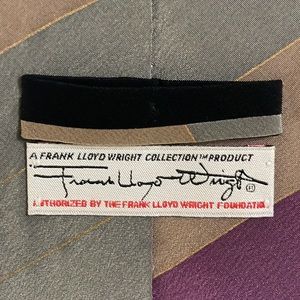 A FRANK LLOYD WRIGHT COLLECTION™ PRODUCT
Frank Lloyd Wright
AUTHORIZED BY THE FRANK LLOYD WRIGHT FOUNDATION